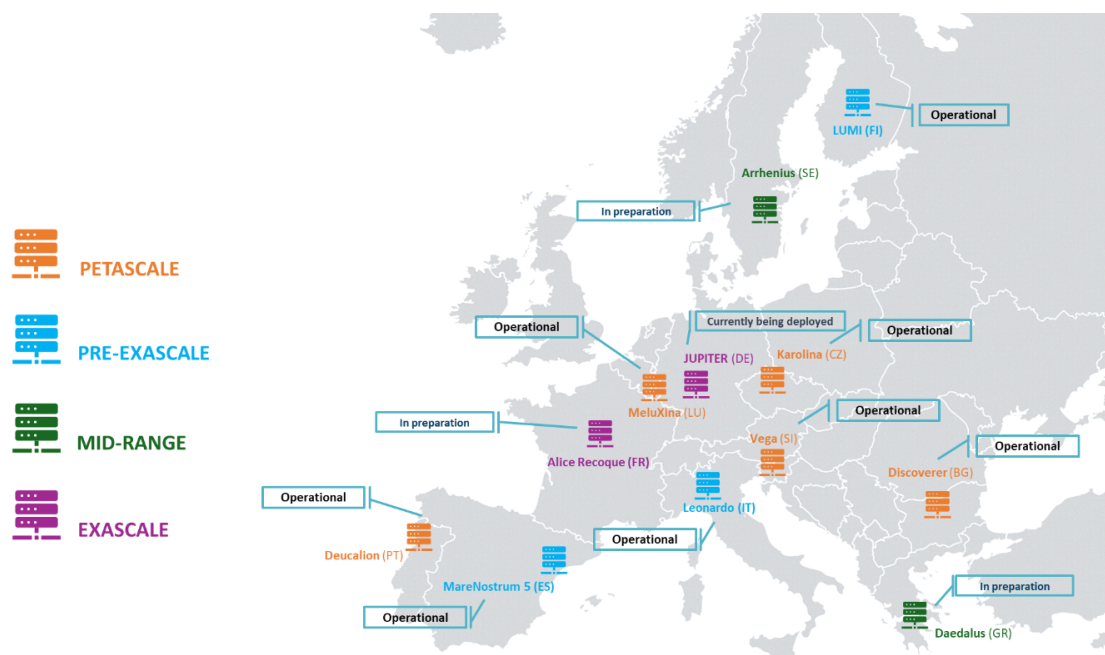 Operational
LUMI (FI)
Arrhenius (SE)
In preparation
PETASCALE
PRE-EXASCALE
MID-RANGE
EXASCALE
Operational
Currently being deployed
Operational
JUPITER (DE)
Karolina (CZ)
MeluXina (LU)
In preparation
Operational
Vega (SI)
Alice Recoque (FR)
Operational
Discoverer (BG)
Operational
Leonardo (IT)
Operational
Deucalion (PT)
MareNostrum 5 (ES)
In preparation
Operational
Daedalus (GR)